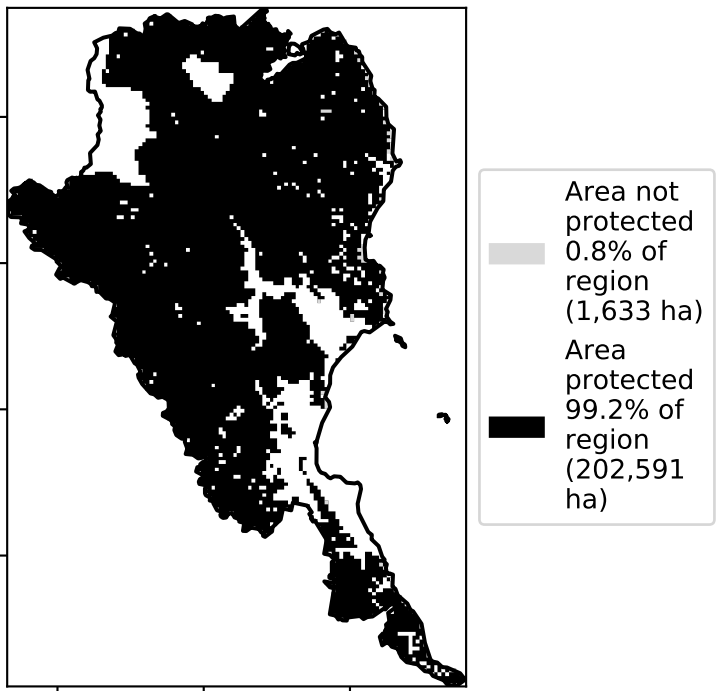 Area not
protected
0.8% of
region
(1,633 ha)
Area
protected
99.2% of
region
(202,591
ha)